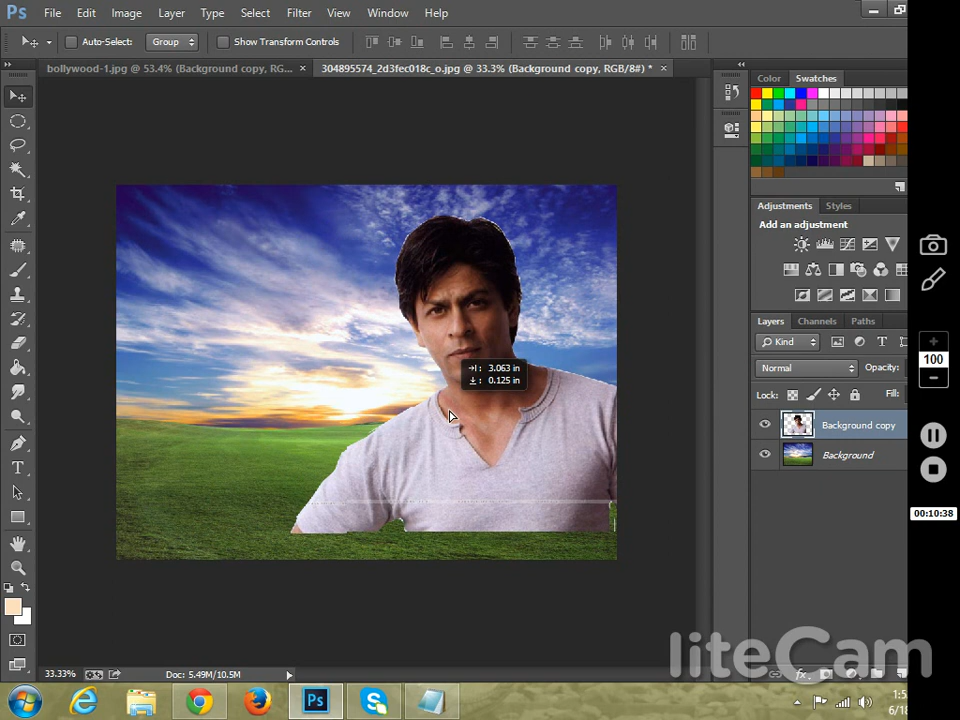 Ps File Edit Image Layer Type Select Filter View Window Help
Auto-Select: Group Show Transform Controls
bollywood-1.jpg @ 53.4% (Background copy, RG... × 304895574_2d3fec018c_o.jpg @ 33.3% (Background copy, RGB/8#) * ×
Color Swatches
Adjustments Styles
Add an adjustment
Layers Channels Paths
Kind
Normal Opacity:
Lock: Fill:
Background copy
Background
3.063 in
0.125 in
100
00:10:38
33.33% Doc: 5.49M/10.5M
liteCam
Ps